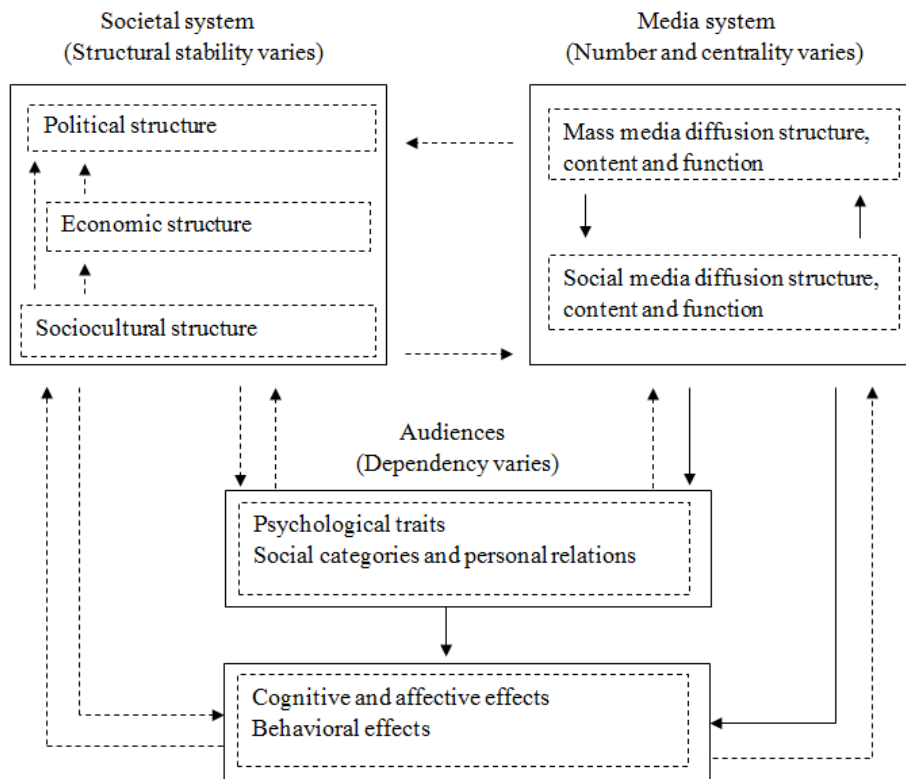 Societal system
(Structural stability varies)
Media system
(Number and centrality varies)
Political structure
Economic structure
Sociocultural structure
Mass media diffusion structure,
content and function
Social media diffusion structure,
content and function
Audiences
(Dependency varies)
Psychological traits
Social categories and personal relations
Cognitive and affective effects
Behavioral effects